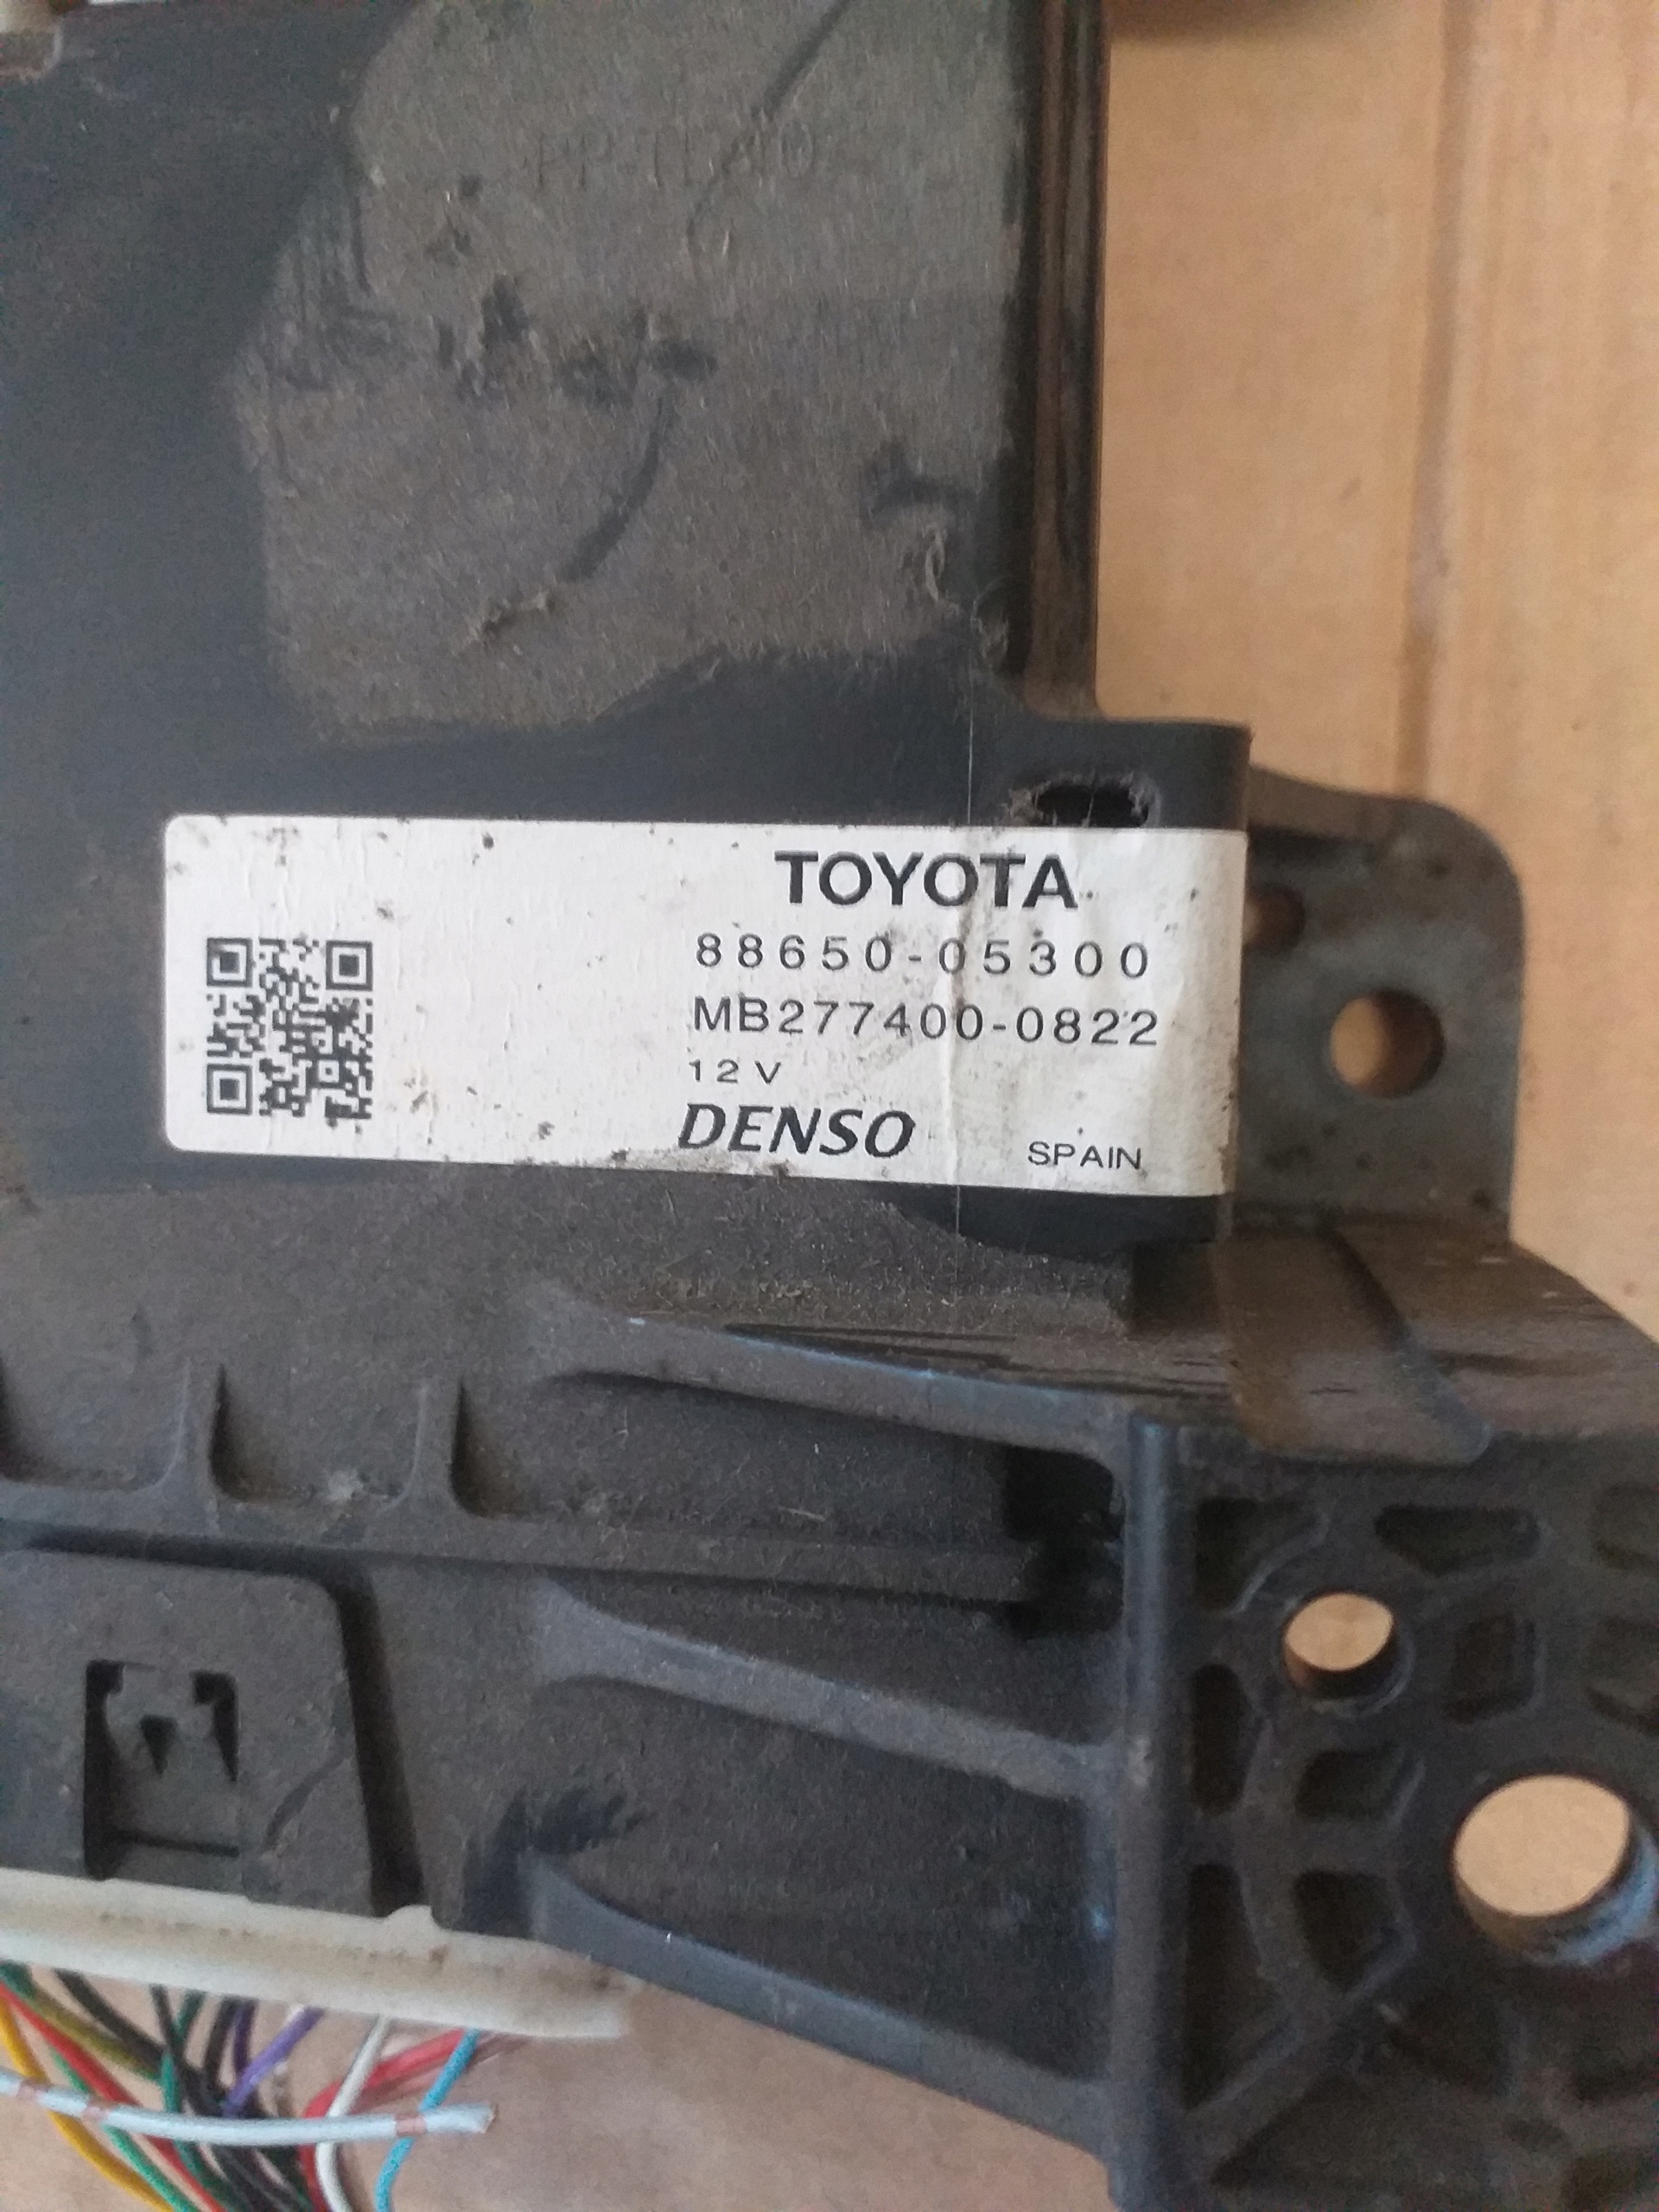 TOYOTA
88650-05300
MB277400-0822
12V
DENSO
SPAIN